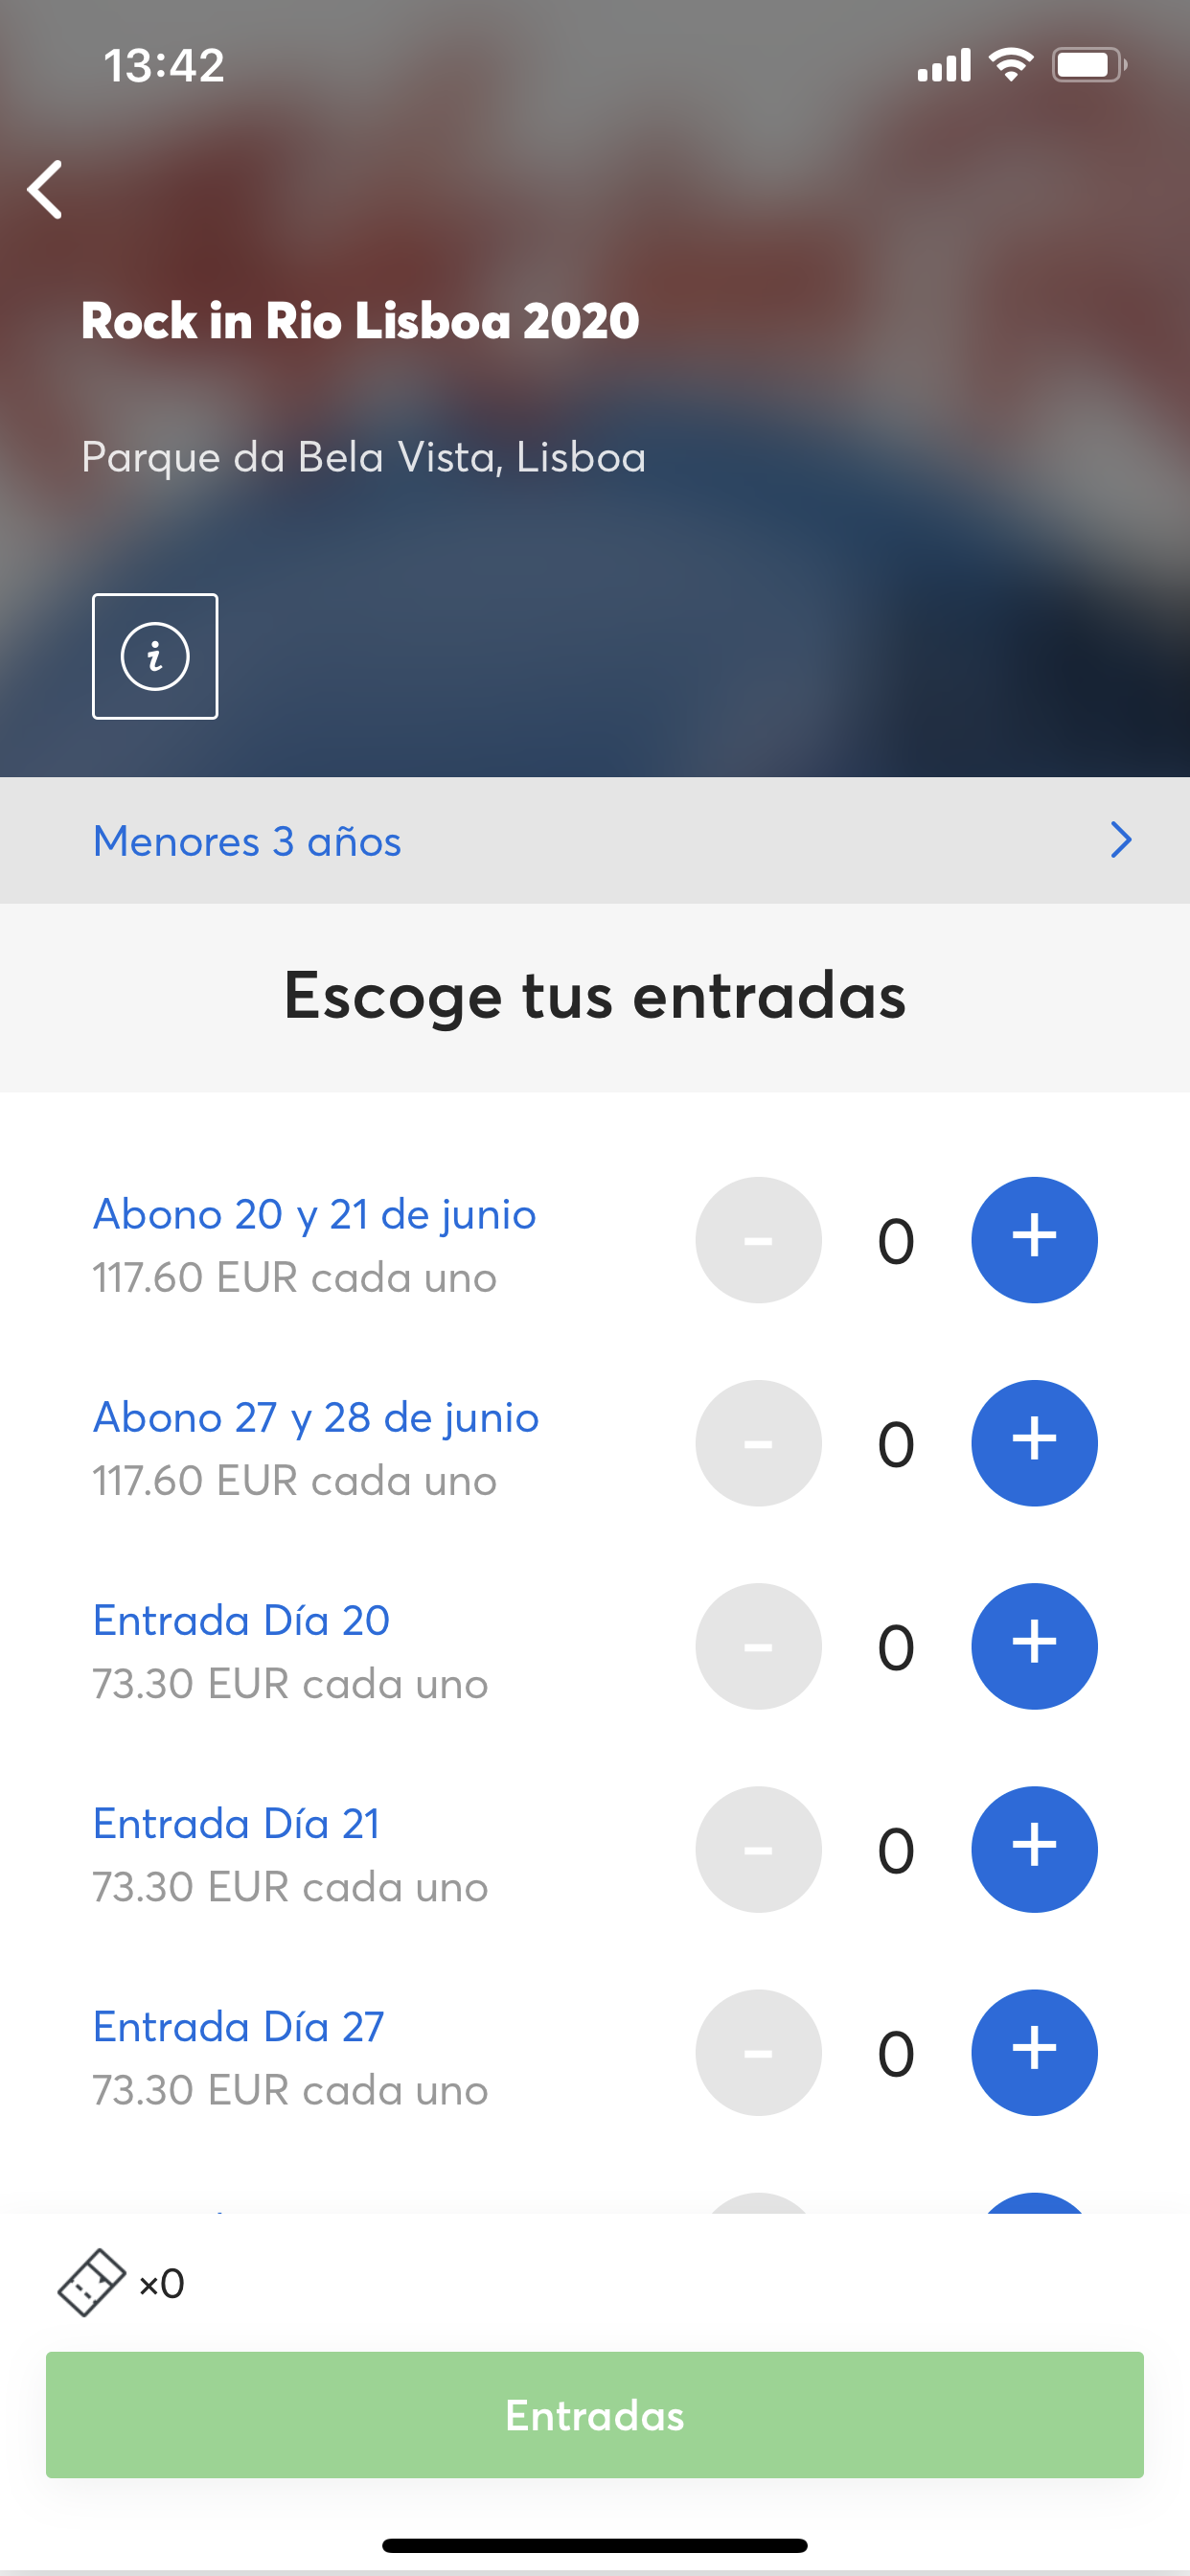 13:42
Rock in Rio Lisboa 2020
Parque da Bela Vista, Lisboa
i
Menores 3 años
Escoge tus entradas
Abono 20 y 21 de junio
117.60 EUR cada uno
- 0 +
Abono 27 y 28 de junio
117.60 EUR cada uno
- 0 +
Entrada Día 20
73.30 EUR cada uno
- 0 +
Entrada Día 21
73.30 EUR cada uno
- 0 +
Entrada Día 27
73.30 EUR cada uno
- 0 +
×0
Entradas